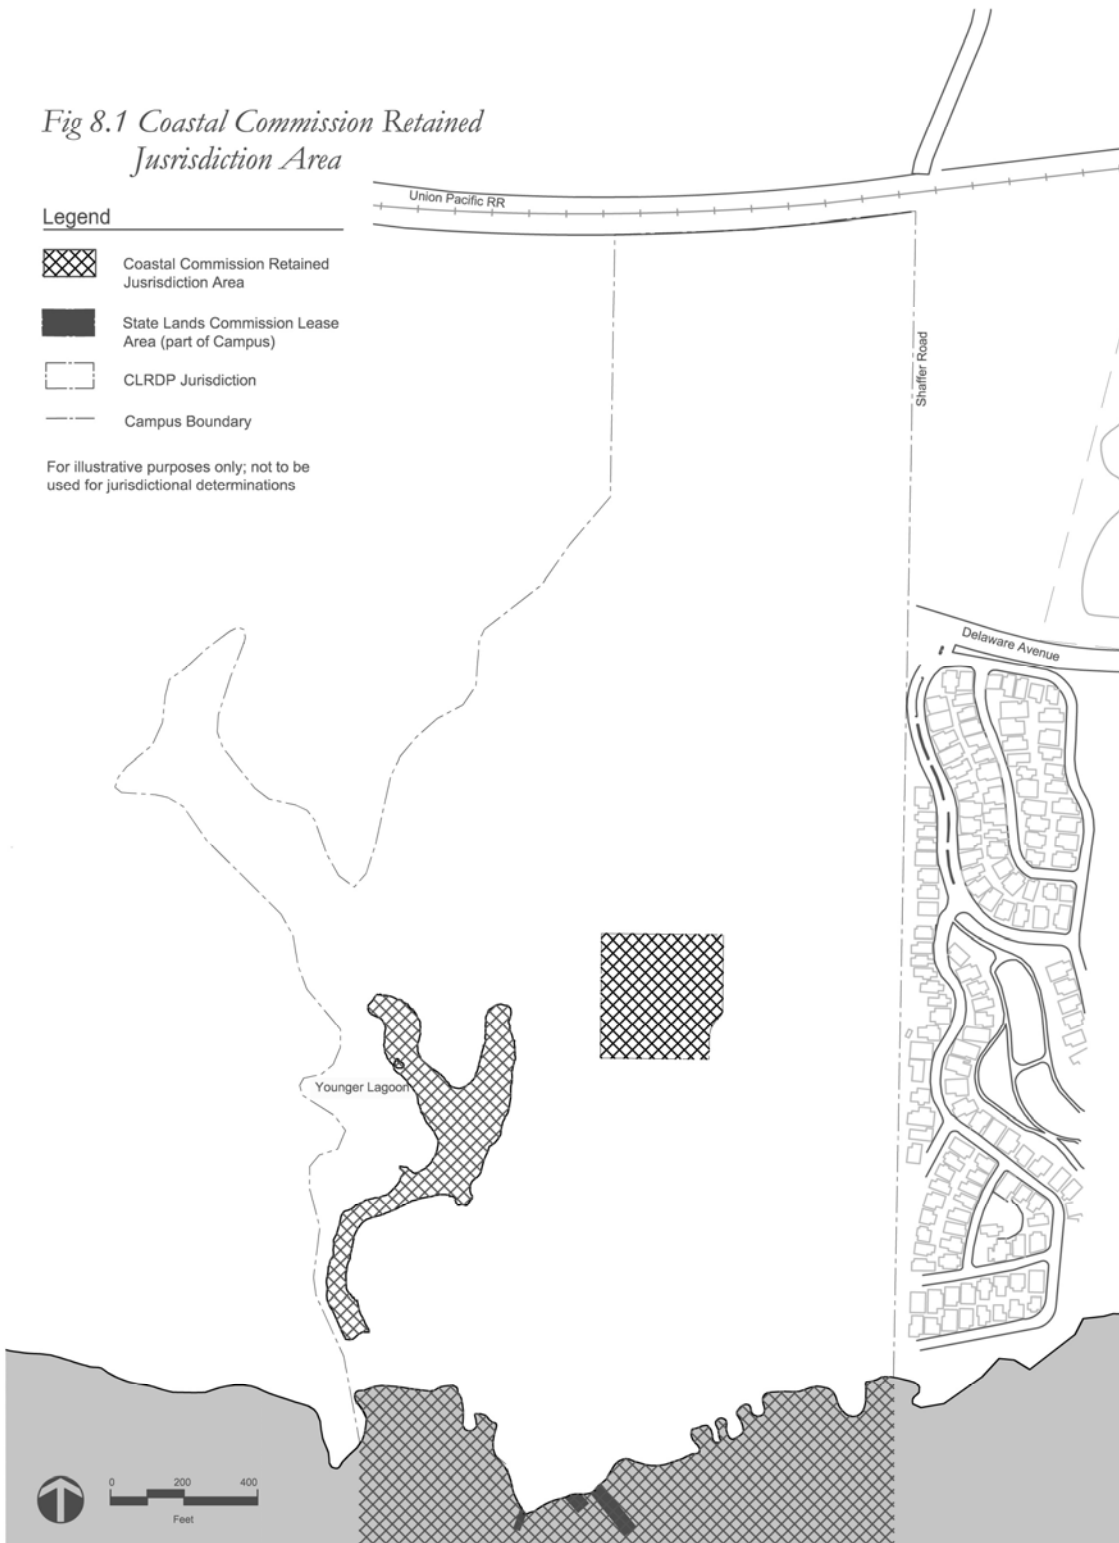 Fig 8.1 Coastal Commission Retained
Jusrisdiction Area
Legend
Coastal Commission Retained
Jusrisdiction Area
State Lands Commission Lease
Area (part of Campus)
CLRDP Jurisdiction
Campus Boundary
For illustrative purposes only; not to be
used for jurisdictional determinations
Union Pacific RR
Shaffer Road
Delaware Avenue
Younger Lagoon
0 200 400
Feet